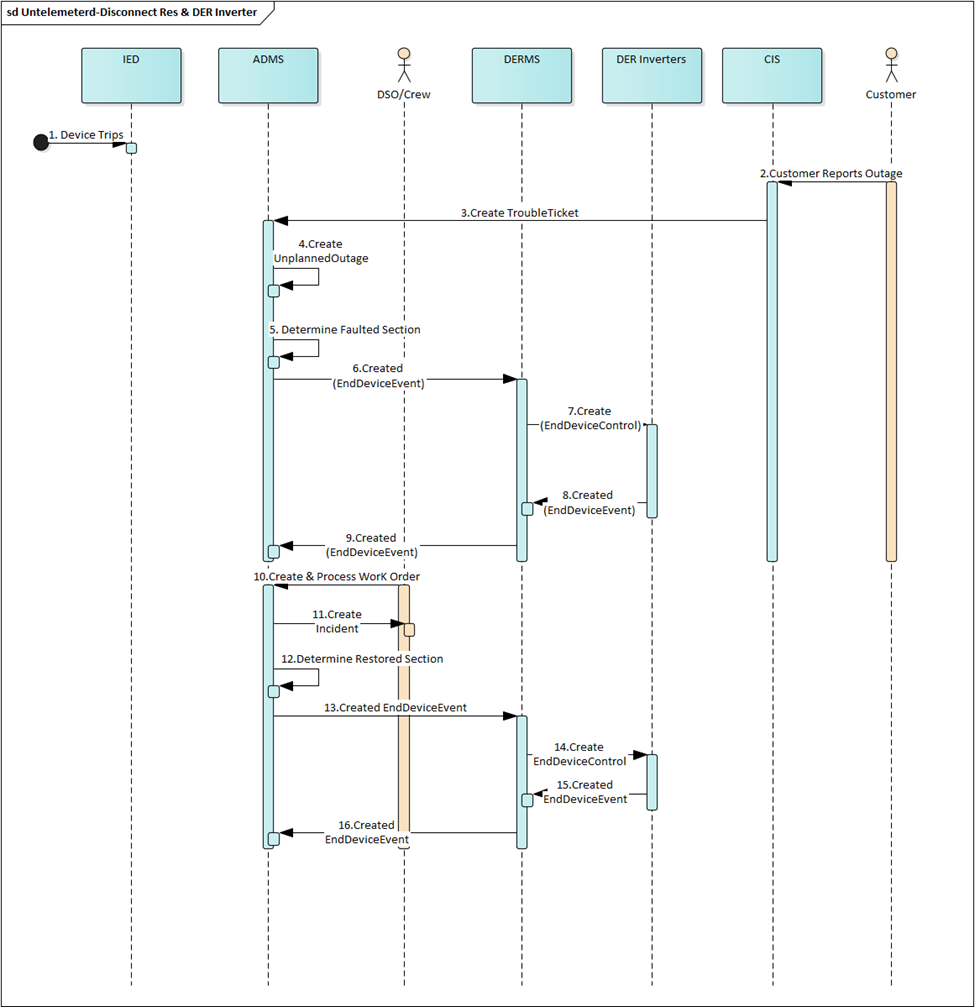 sd Untelemeterd-Disconnect Res & DER Inverter
IED
ADMS
DSO/Crew
DERMS
DER Inverters
CIS
Customer
1. Device Trips
2.Customer Reports Outage
3.Create TroubleTicket
4.Create
UnplannedOutage
5. Determine Faulted Section
6.Created
(EndDeviceEvent)
7.Create
(EndDeviceControl)
8.Created
(EndDeviceEvent)
9.Created
(EndDeviceEvent)
10.Create & Process WorK Order
11.Create
Incident
12.Determine Restored Section
13.Created EndDeviceEvent
14.Create
EndDeviceControl
15.Created
EndDeviceEvent
16.Created
EndDeviceEvent